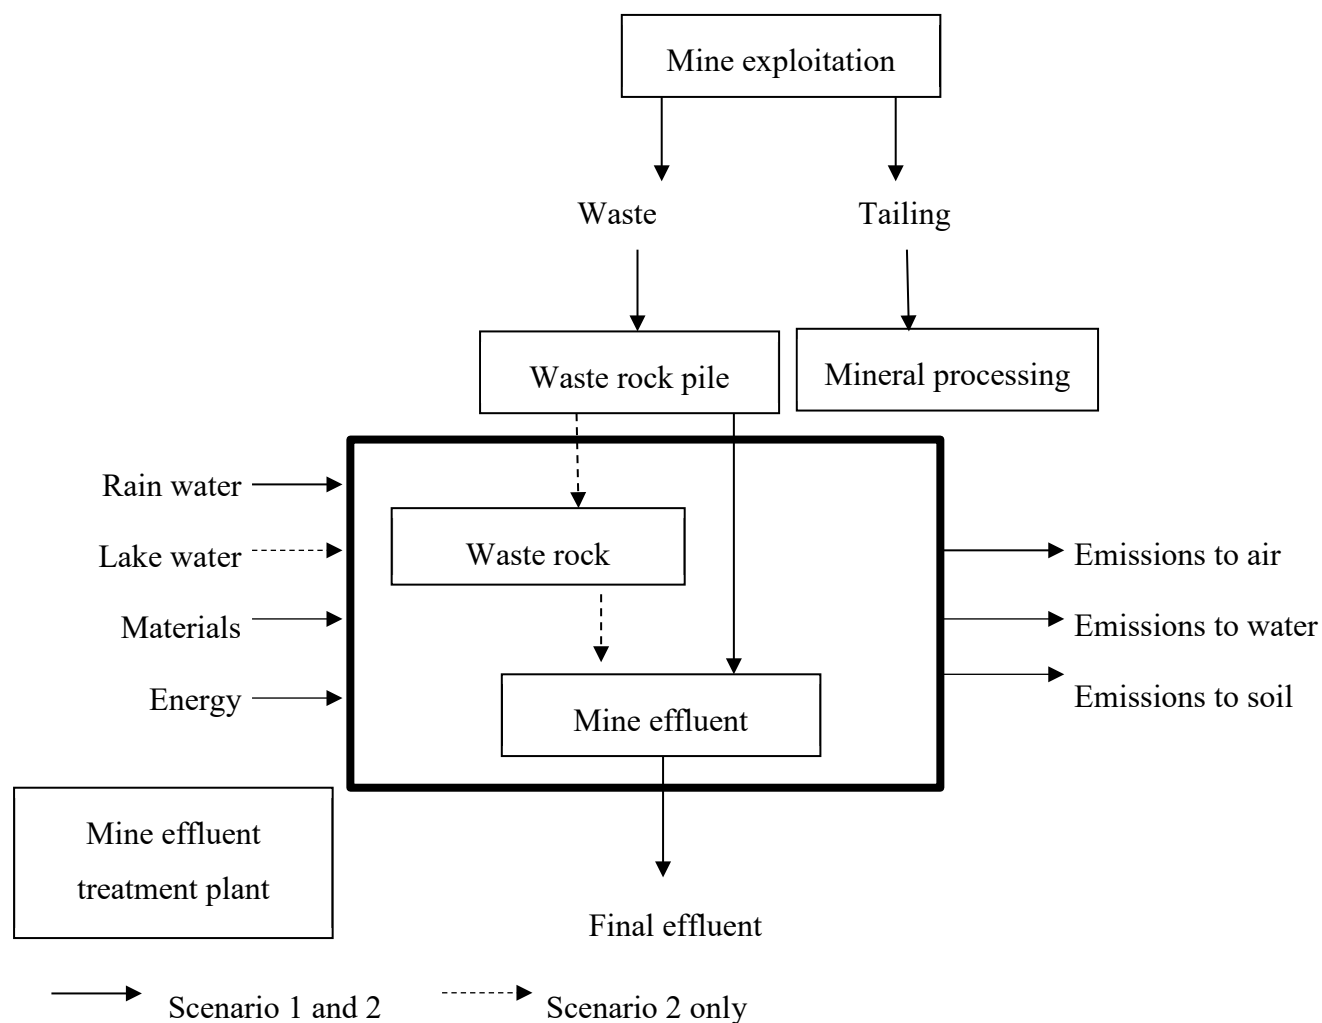 Mine exploitation
Waste
Tailing
Waste rock pile
Mineral processing
Rain water
Lake water
Materials
Energy
Waste rock
Mine effluent
Emissions to air
Emissions to water
Emissions to soil
Mine effluent
treatment plant
Final effluent
Scenario 1 and 2
Scenario 2 only